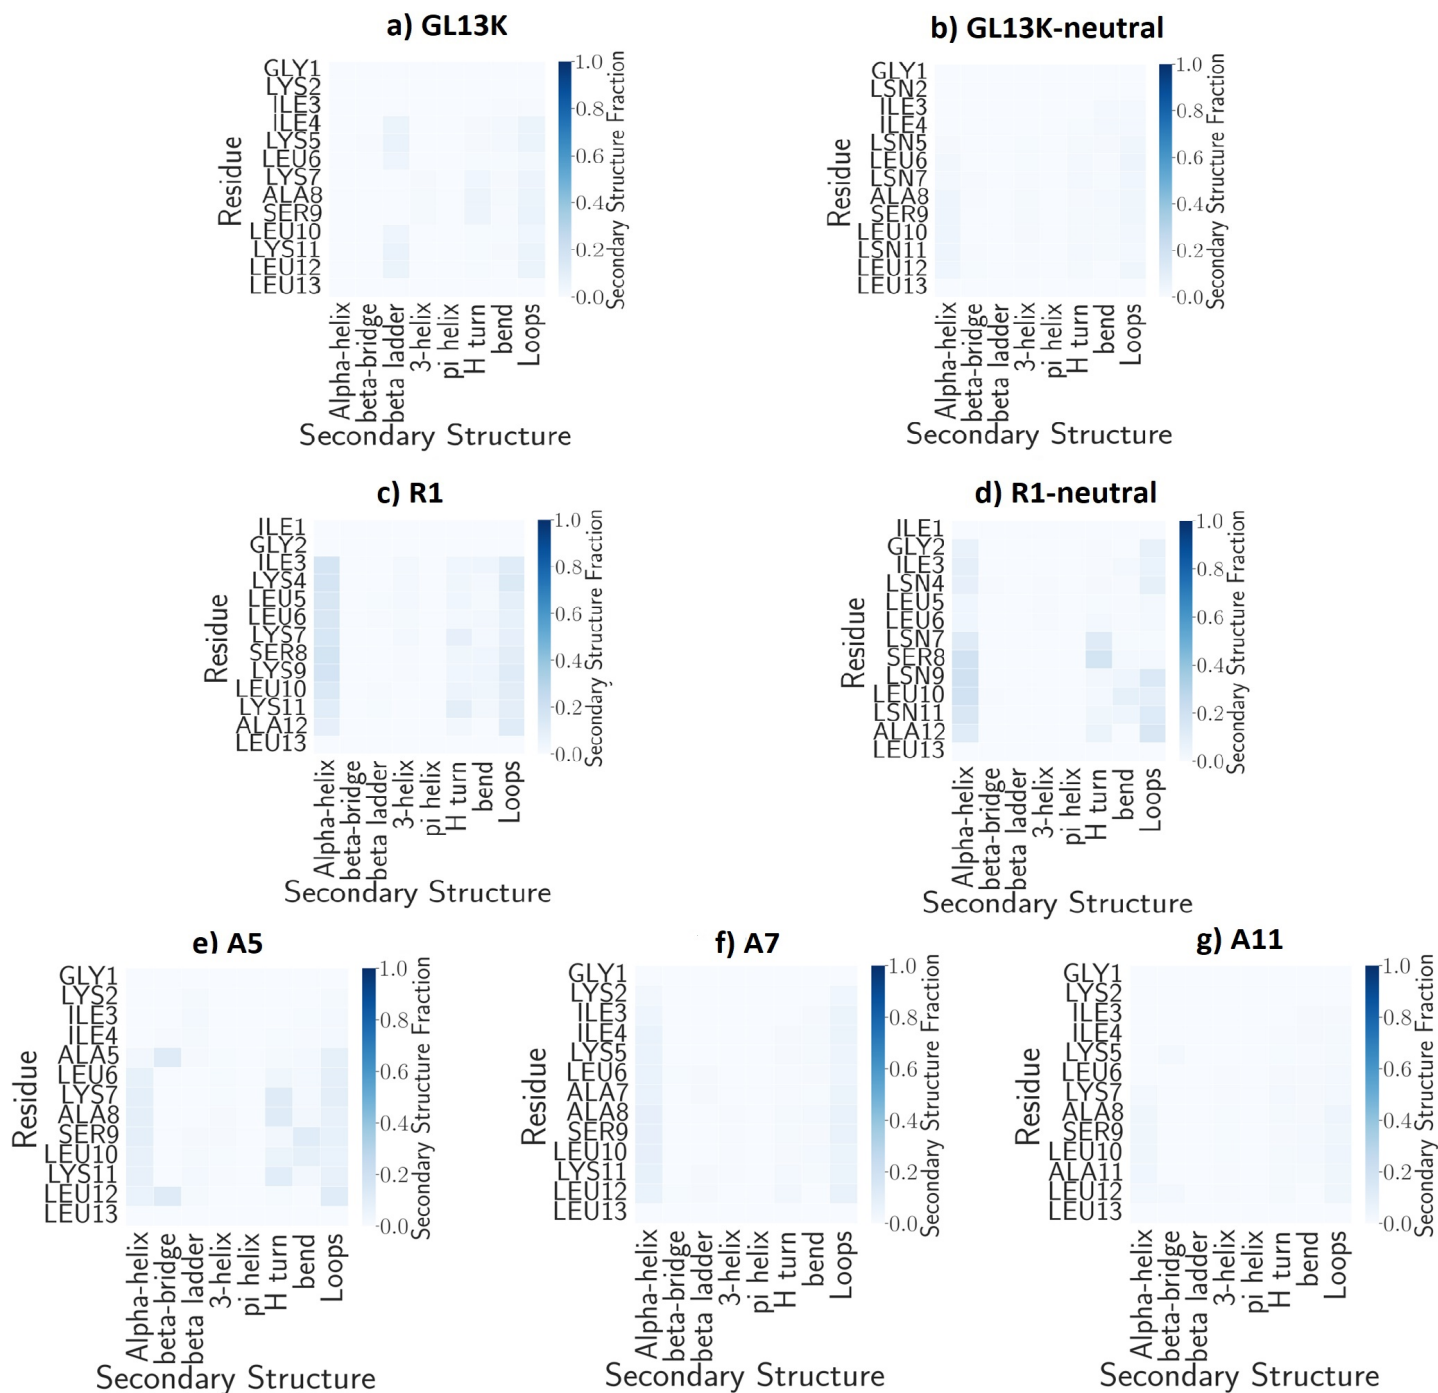 a) GL13K
GLY1
LYS2
ILE3
ILE4
LYS5
LEU6
LYS7
ALA8
SER9
LEU10
LYS11
LEU12
LEU13
Residue
Alpha-helix
beta-bridge
beta ladder
3-helix
pi helix
H turn
bend
Loops
Secondary Structure
1.0
0.8
0.6
0.4
0.2
0.0
Secondary Structure Fraction
b) GL13K-neutral
GLY1
LSN2
ILE3
ILE4
LSN5
LEU6
LSN7
ALA8
SER9
LEU10
LSN11
LEU12
LEU13
Residue
Alpha-helix
beta-bridge
beta ladder
3-helix
pi helix
H turn
bend
Loops
Secondary Structure
1.0
0.8
0.6
0.4
0.2
0.0
Secondary Structure Fraction
c) R1
ILE1
GLY2
ILE3
LYS4
LEU5
LEU6
LYS7
SER8
LYS9
LEU10
LYS11
ALA12
LEU13
Residue
Alpha-helix
beta-bridge
beta ladder
3-helix
pi helix
H turn
bend
Loops
Secondary Structure
1.0
0.8
0.6
0.4
0.2
0.0
Secondary Structure Fraction
d) R1-neutral
ILE1
GLY2
ILE3
LSN4
LEU5
LEU6
LSN7
SER8
LSN9
LEU10
LSN11
ALA12
LEU13
Residue
Alpha-helix
beta-bridge
beta ladder
3-helix
pi helix
H turn
bend
Loops
Secondary Structure
1.0
0.8
0.6
0.4
0.2
0.0
Secondary Structure Fraction
e) A5
GLY1
LYS2
ILE3
ILE4
ALA5
LEU6
LYS7
ALA8
SER9
LEU10
LYS11
LEU12
LEU13
Residue
Alpha-helix
beta-bridge
beta ladder
3-helix
pi helix
H turn
bend
Loops
Secondary Structure
1.0
0.8
0.6
0.4
0.2
0.0
Secondary Structure Fraction
f) A7
GLY1
LYS2
ILE3
ILE4
LYS5
LEU6
ALA7
ALA8
SER9
LEU10
LYS11
LEU12
LEU13
Residue
Alpha-helix
beta-bridge
beta ladder
3-helix
pi helix
H turn
bend
Loops
Secondary Structure
1.0
0.8
0.6
0.4
0.2
0.0
Secondary Structure Fraction
g) A11
GLY1
LYS2
ILE3
ILE4
LYS5
LEU6
LYS7
ALA8
SER9
LEU10
ALA11
LEU12
LEU13
Residue
Alpha-helix
beta-bridge
beta ladder
3-helix
pi helix
H turn
bend
Loops
Secondary Structure
1.0
0.8
0.6
0.4
0.2
0.0
Secondary Structure Fraction